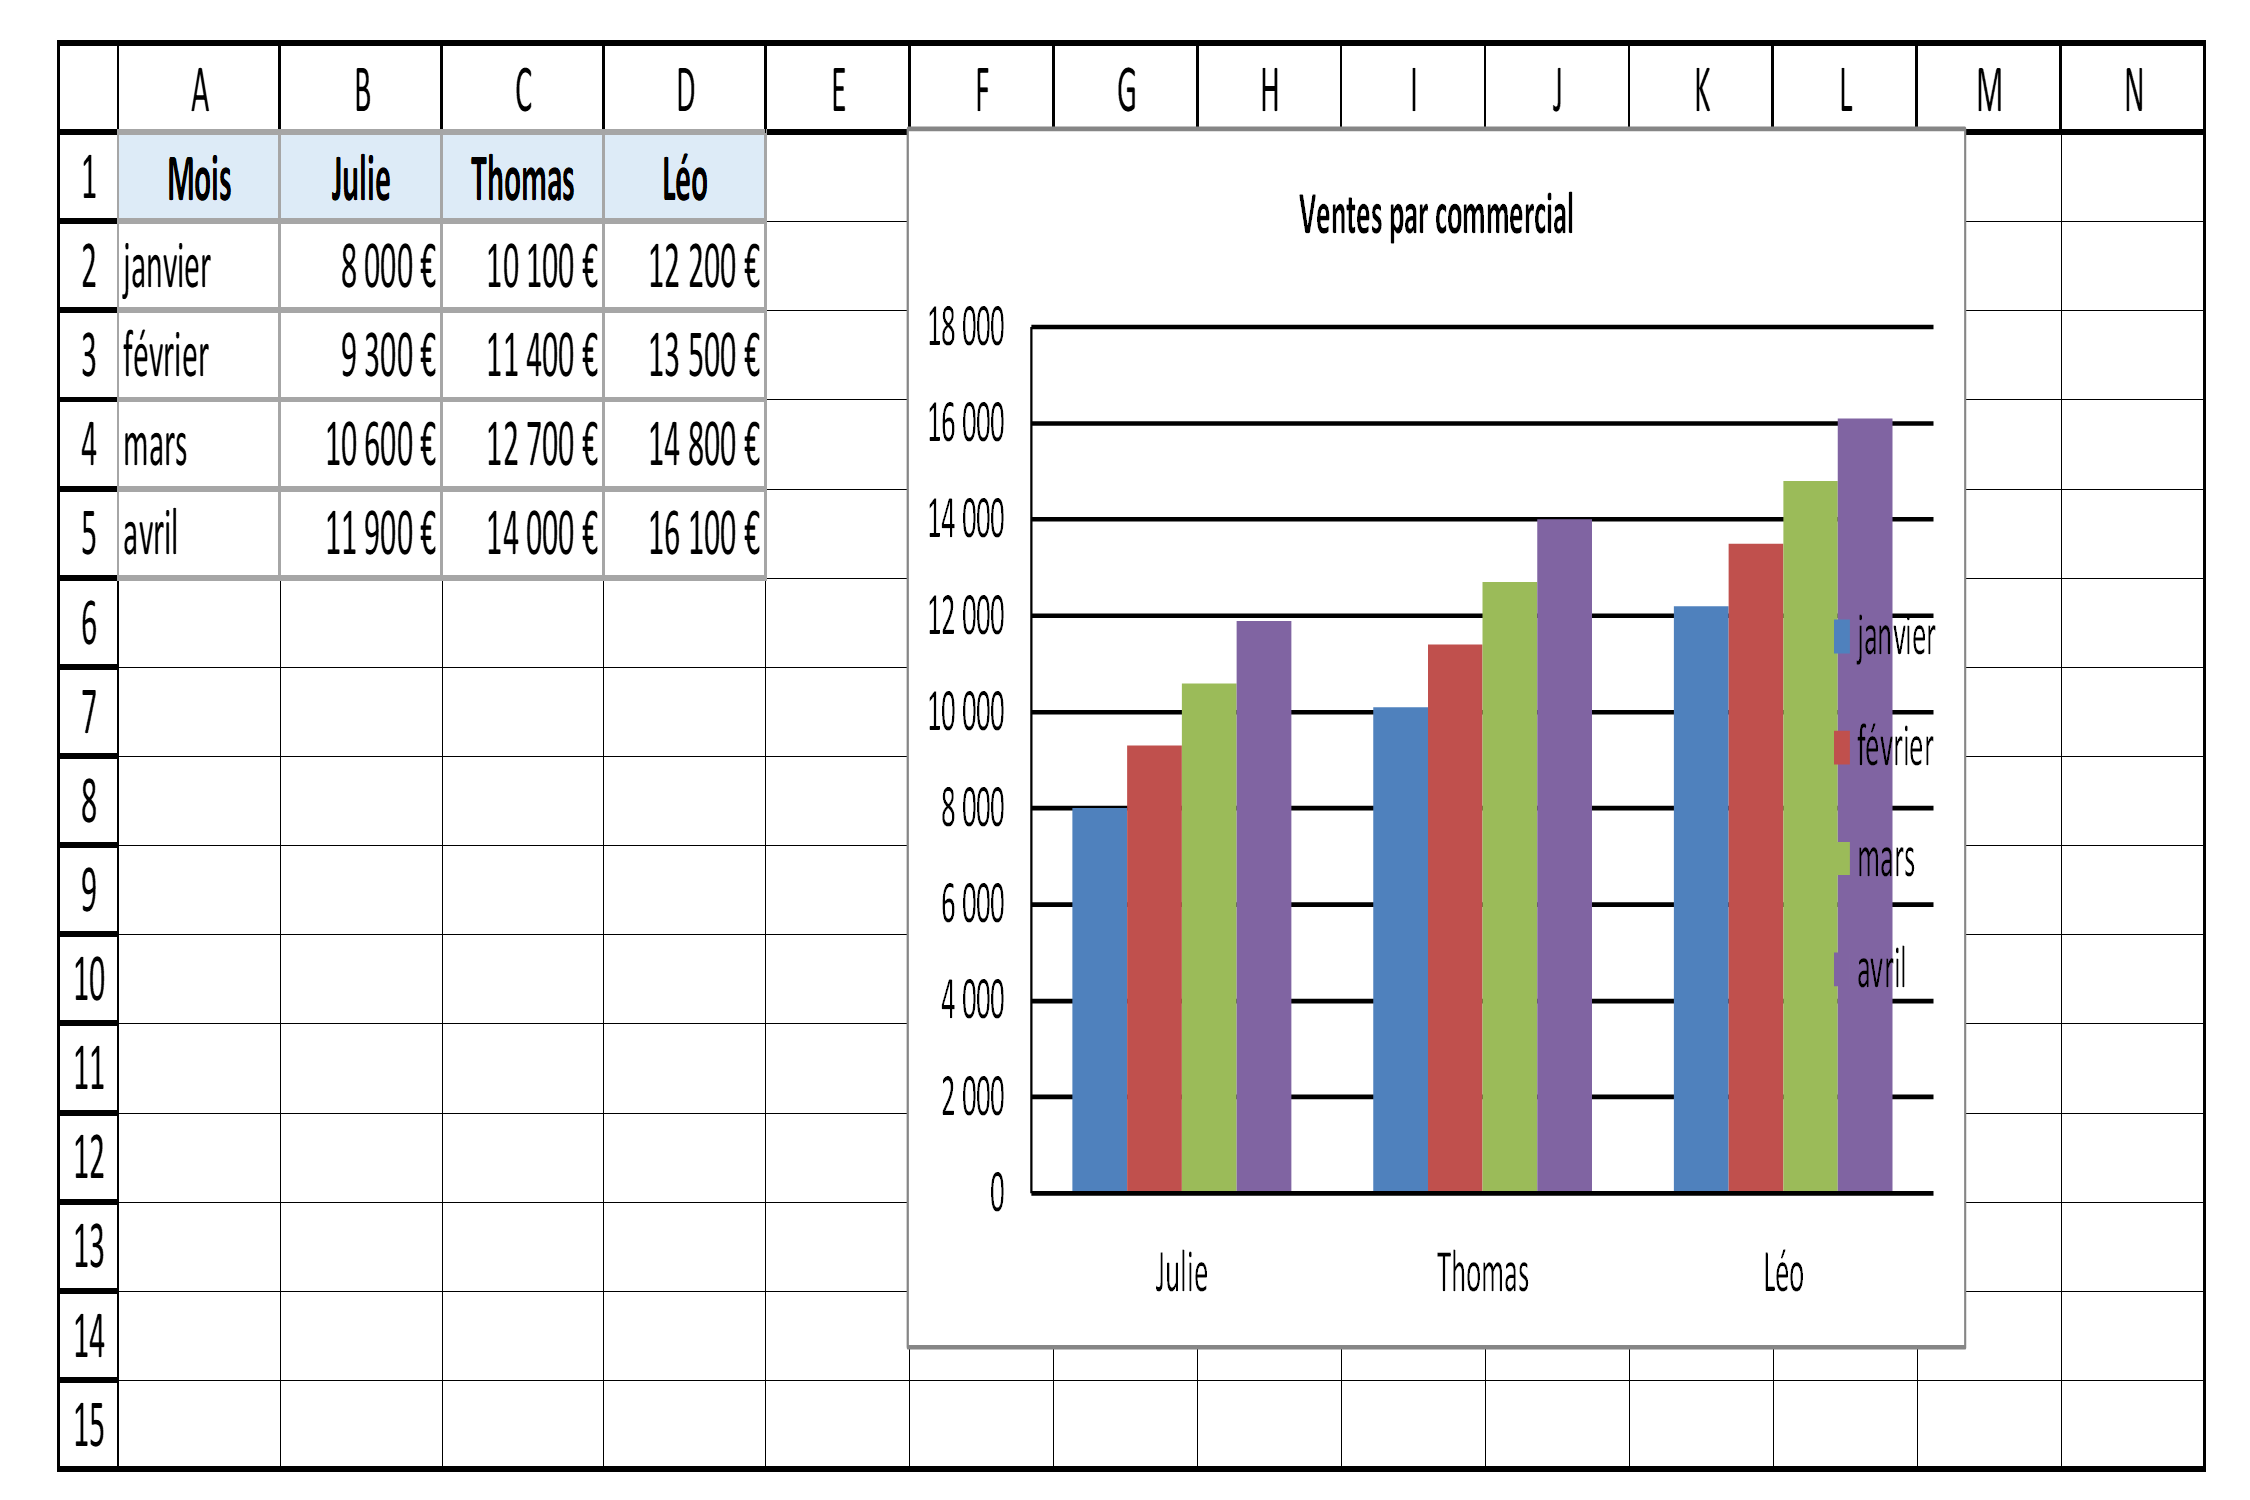 A B C D E F G H I J K L M N
1 Mois Julie Thomas Léo
2 janvier 8 000 € 10 100 € 12 200 €
3 février 9 300 € 11 400 € 13 500 €
4 mars 10 600 € 12 700 € 14 800 €
5 avril 11 900 € 14 000 € 16 100 €
6
7
8
9
10
11
12
13
14
15
Ventes par commercial
18 000
16 000
14 000
12 000
10 000
8 000
6 000
4 000
2 000
0
Julie Thomas Léo
janvier
février
mars
avril